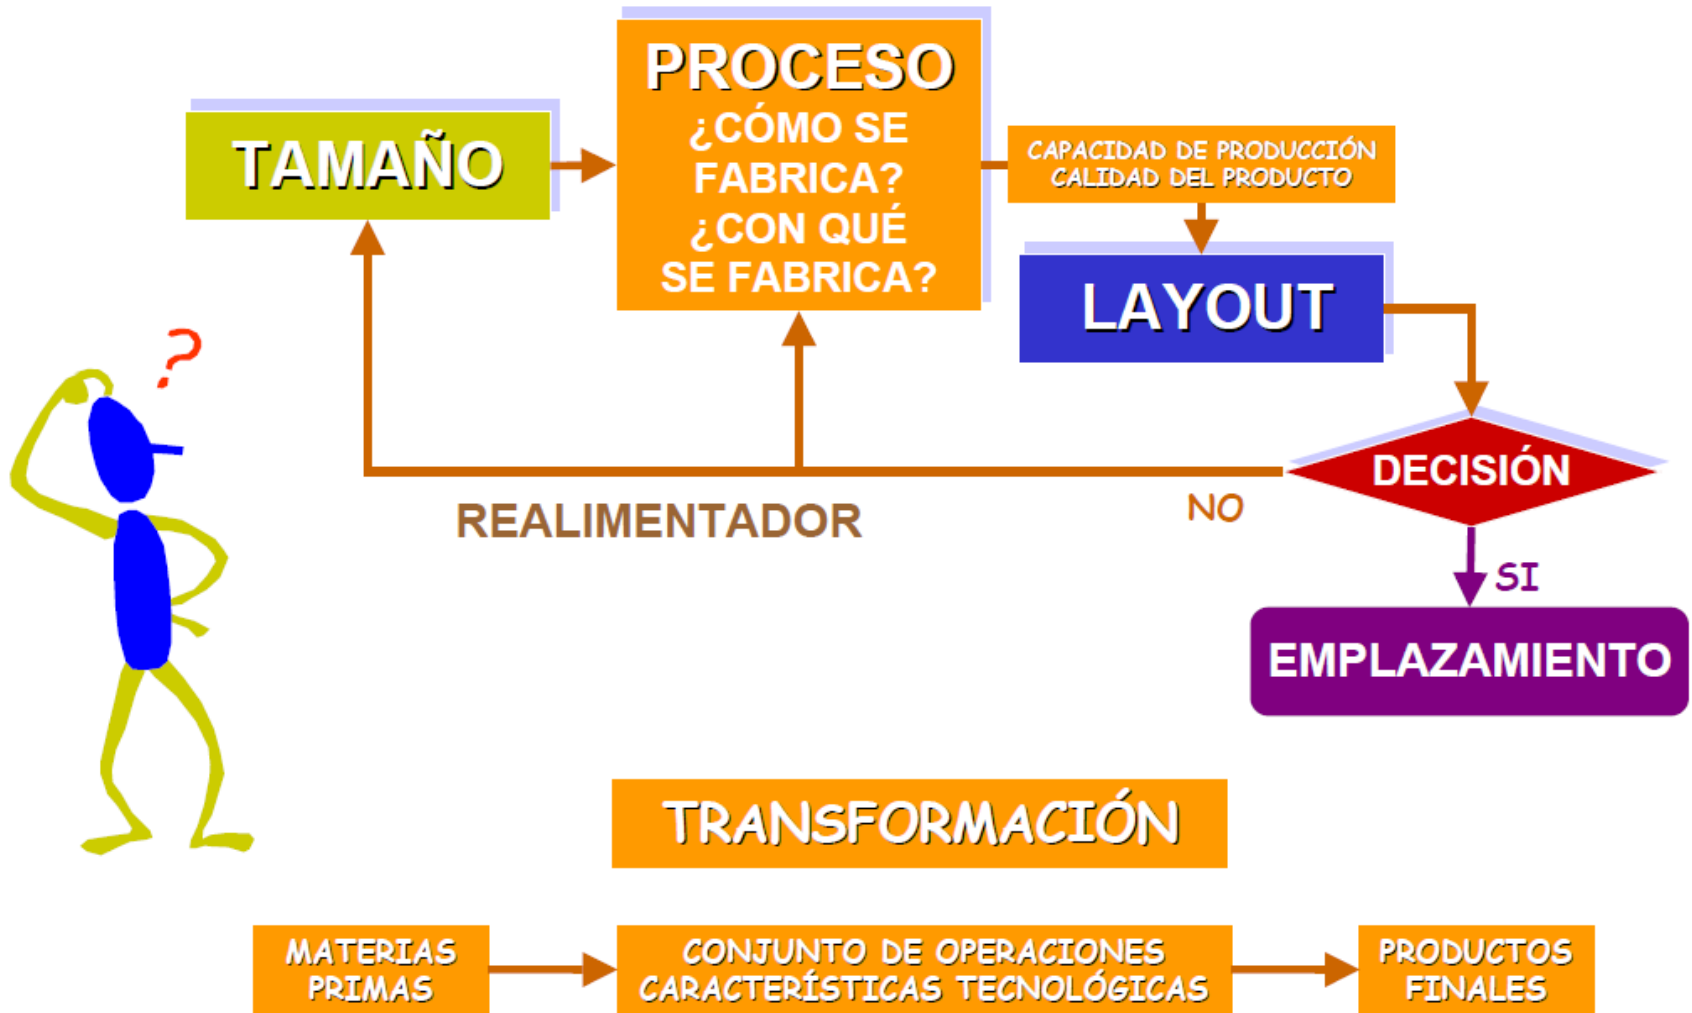 TAMAÑO
PROCESO
¿CÓMO SE
FABRICA?
¿CON QUÉ
SE FABRICA?
CAPACIDAD DE PRODUCCIÓN
CALIDAD DEL PRODUCTO
LAYOUT
?
DECISIÓN
NO
REALIMENTADOR
SI
EMPLAZAMIENTO
TRANSFORMACIÓN
MATERIAS
PRIMAS
CONJUNTO DE OPERACIONES
CARACTERÍSTICAS TECNOLÓGICAS
PRODUCTOS
FINALES